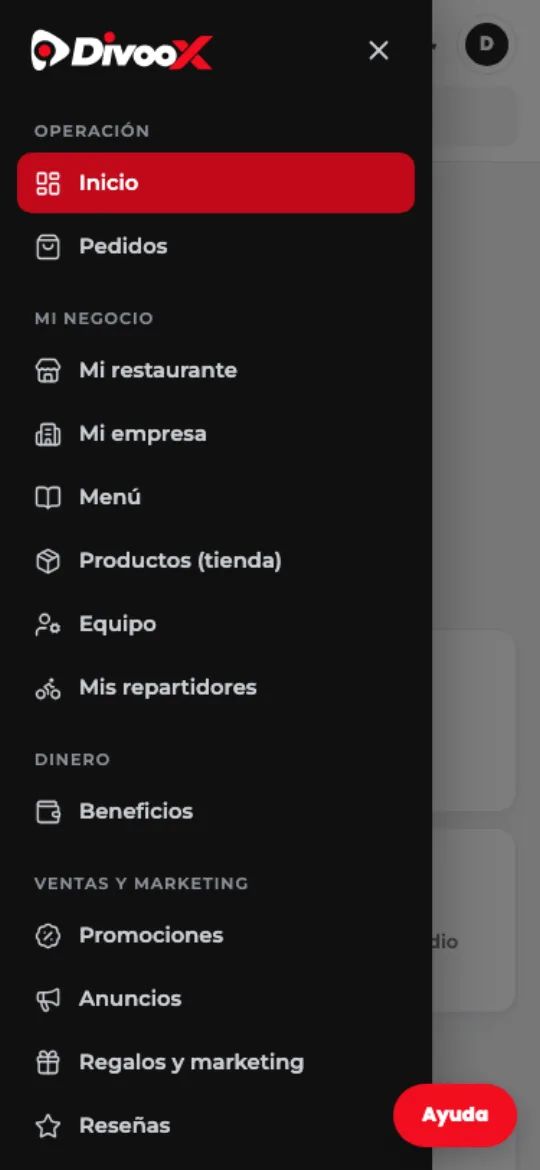 DivooX
D
OPERACIÓN
Inicio
Pedidos
MI NEGOCIO
Mi restaurante
Mi empresa
Menú
Productos (tienda)
Equipo
Mis repartidores
DINERO
Beneficios
VENTAS Y MARKETING
Promociones
dio
Anuncios
Regalos y marketing
Ayuda
Reseñas